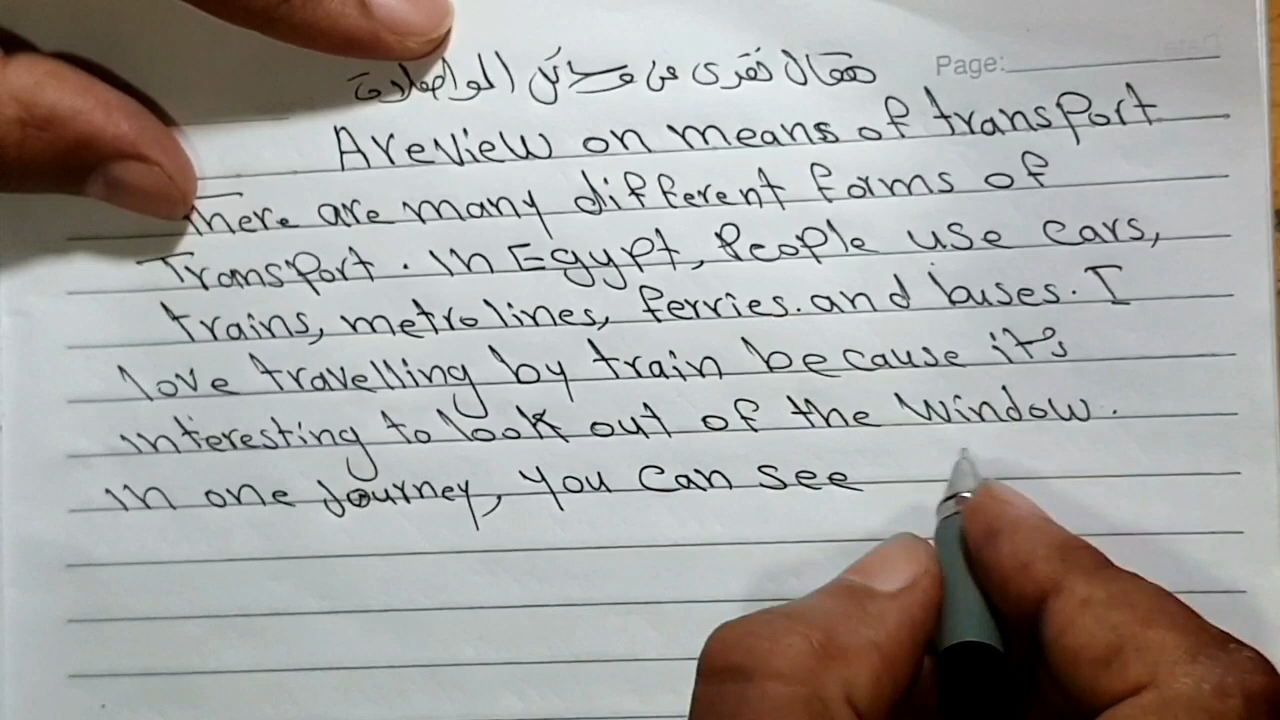 Page:
مقال نقدى عن وسائل المواصلات
A review on means of transport
There are many different forms of
Transport. In Egypt, People use cars,
trains, metro lines, ferries. and buses. I
love travelling by train because it's
interesting to look out of the window.
in one Journey, you can see